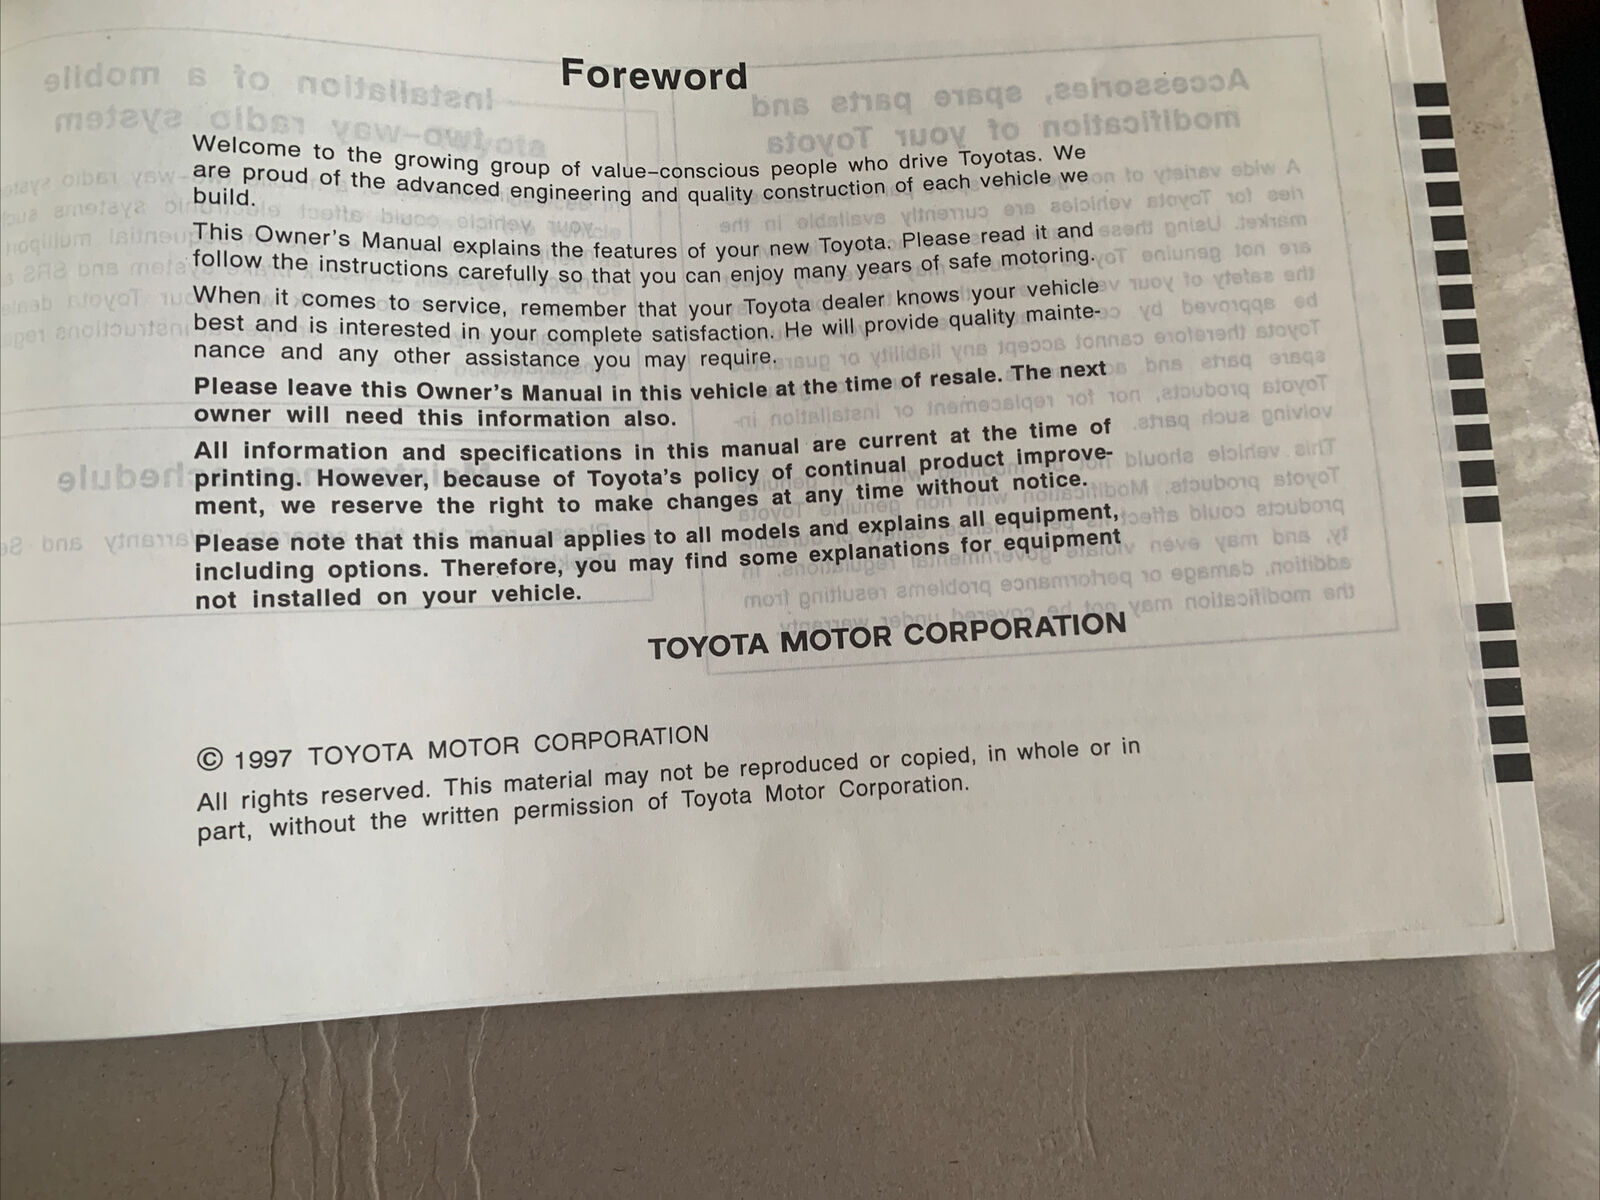 Foreword
Welcome to the growing group of value–conscious people who drive Toyotas. We
are proud of the advanced engineering and quality construction of each vehicle we
build.
This Owner's Manual explains the features of your new Toyota. Please read it and
follow the instructions carefully so that you can enjoy many years of safe motoring.
When it comes to service, remember that your Toyota dealer knows your vehicle
best and is interested in your complete satisfaction. He will provide quality mainte-
nance and any other assistance you may require.
Please leave this Owner's Manual in this vehicle at the time of resale. The next
owner will need this information also.
All information and specifications in this manual are current at the time of
printing. However, because of Toyota's policy of continual product improve-
ment, we reserve the right to make changes at any time without notice.
Please note that this manual applies to all models and explains all equipment,
including options. Therefore, you may find some explanations for equipment
not installed on your vehicle.
TOYOTA MOTOR CORPORATION
© 1997 TOYOTA MOTOR CORPORATION
All rights reserved. This material may not be reproduced or copied, in whole or in
part, without the written permission of Toyota Motor Corporation.